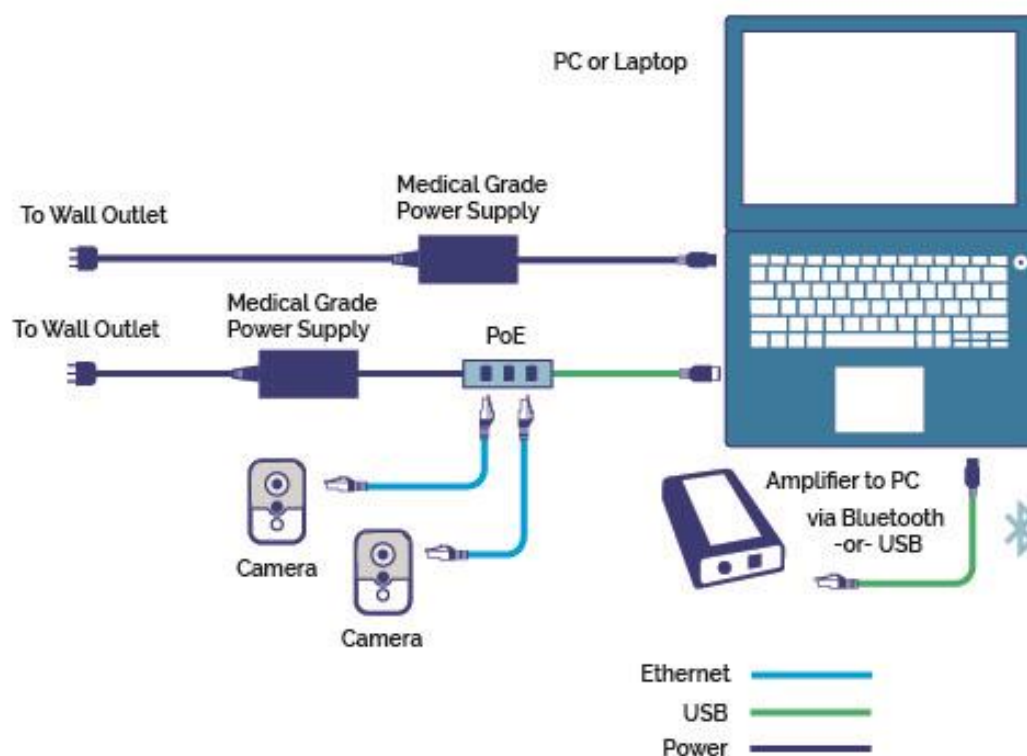 PC or Laptop
Medical Grade
Power Supply
To Wall Outlet
Medical Grade
Power Supply
To Wall Outlet
PoE
Amplifier to PC
via Bluetooth
-or- USB
Camera
Camera
Ethernet
USB
Power